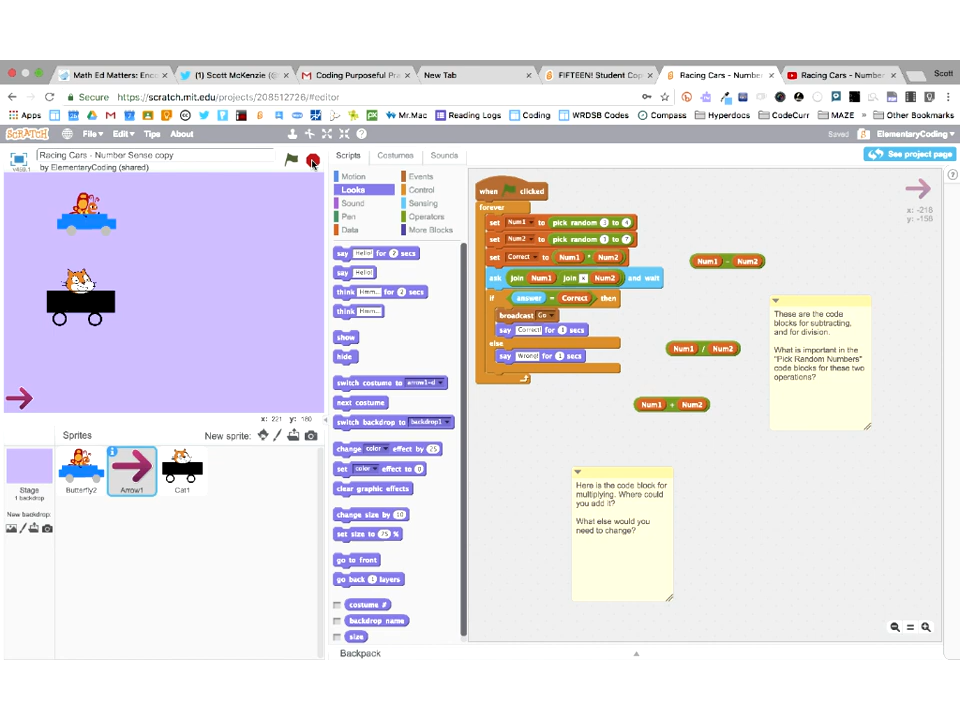 Math Ed Matters: Enc
(1) Scott McKenzie (@
Coding Purposeful Pra
New Tab
FIFTEEN! Student Cop
Racing Cars - Number
Racing Cars - Number
Scott
Secure https://scratch.mit.edu/projects/208512726/#editor
Apps
Mr.Mac
Reading Logs
Coding
WRDSB Codes
Compass
Hyperdocs
CodeCurr
MAZE
» Other Bookmarks
SCRATCH
File
Edit
Tips
About
Saved
ElementaryCoding
Racing Cars - Number Sense copy
by ElementaryCoding (shared)
See project page
Scripts
Costumes
Sounds
Motion
Events
Looks
Control
Sound
Sensing
Pen
Operators
Data
More Blocks
say Hello! for 2 secs
say Hello!
think Hmm... for 2 secs
think Hmm...
show
hide
switch costume to arrow1-d
next costume
switch backdrop to backdrop1
change color effect by 25
set color effect to 0
clear graphic effects
change size by 10
set size to 75 %
go to front
go back 1 layers
costume #
backdrop name
size
x: 221 y: 180
Sprites
New sprite:
Stage
1 backdrop
New backdrop:
Butterfly2
Arrow1
Cat1
when clicked
forever
set Num1 to pick random 1 to 4
set Num2 to pick random 1 to 7
set Correct to Num1 * Num2
ask join Num1 join x Num2 and wait
if answer = Correct then
broadcast Go
say Correct! for 1 secs
else
say Wrong! for 1 secs
Num1 - Num2
Num1 / Num2
Num1 + Num2
x: -218
y: -158
These are the code
blocks for subtracting,
and for division.
What is important in the
"Pick Random Numbers"
code blocks for these two
operations?
Here is the code block for
multiplying. Where could
you add it?
What else would you
need to change?
Backpack